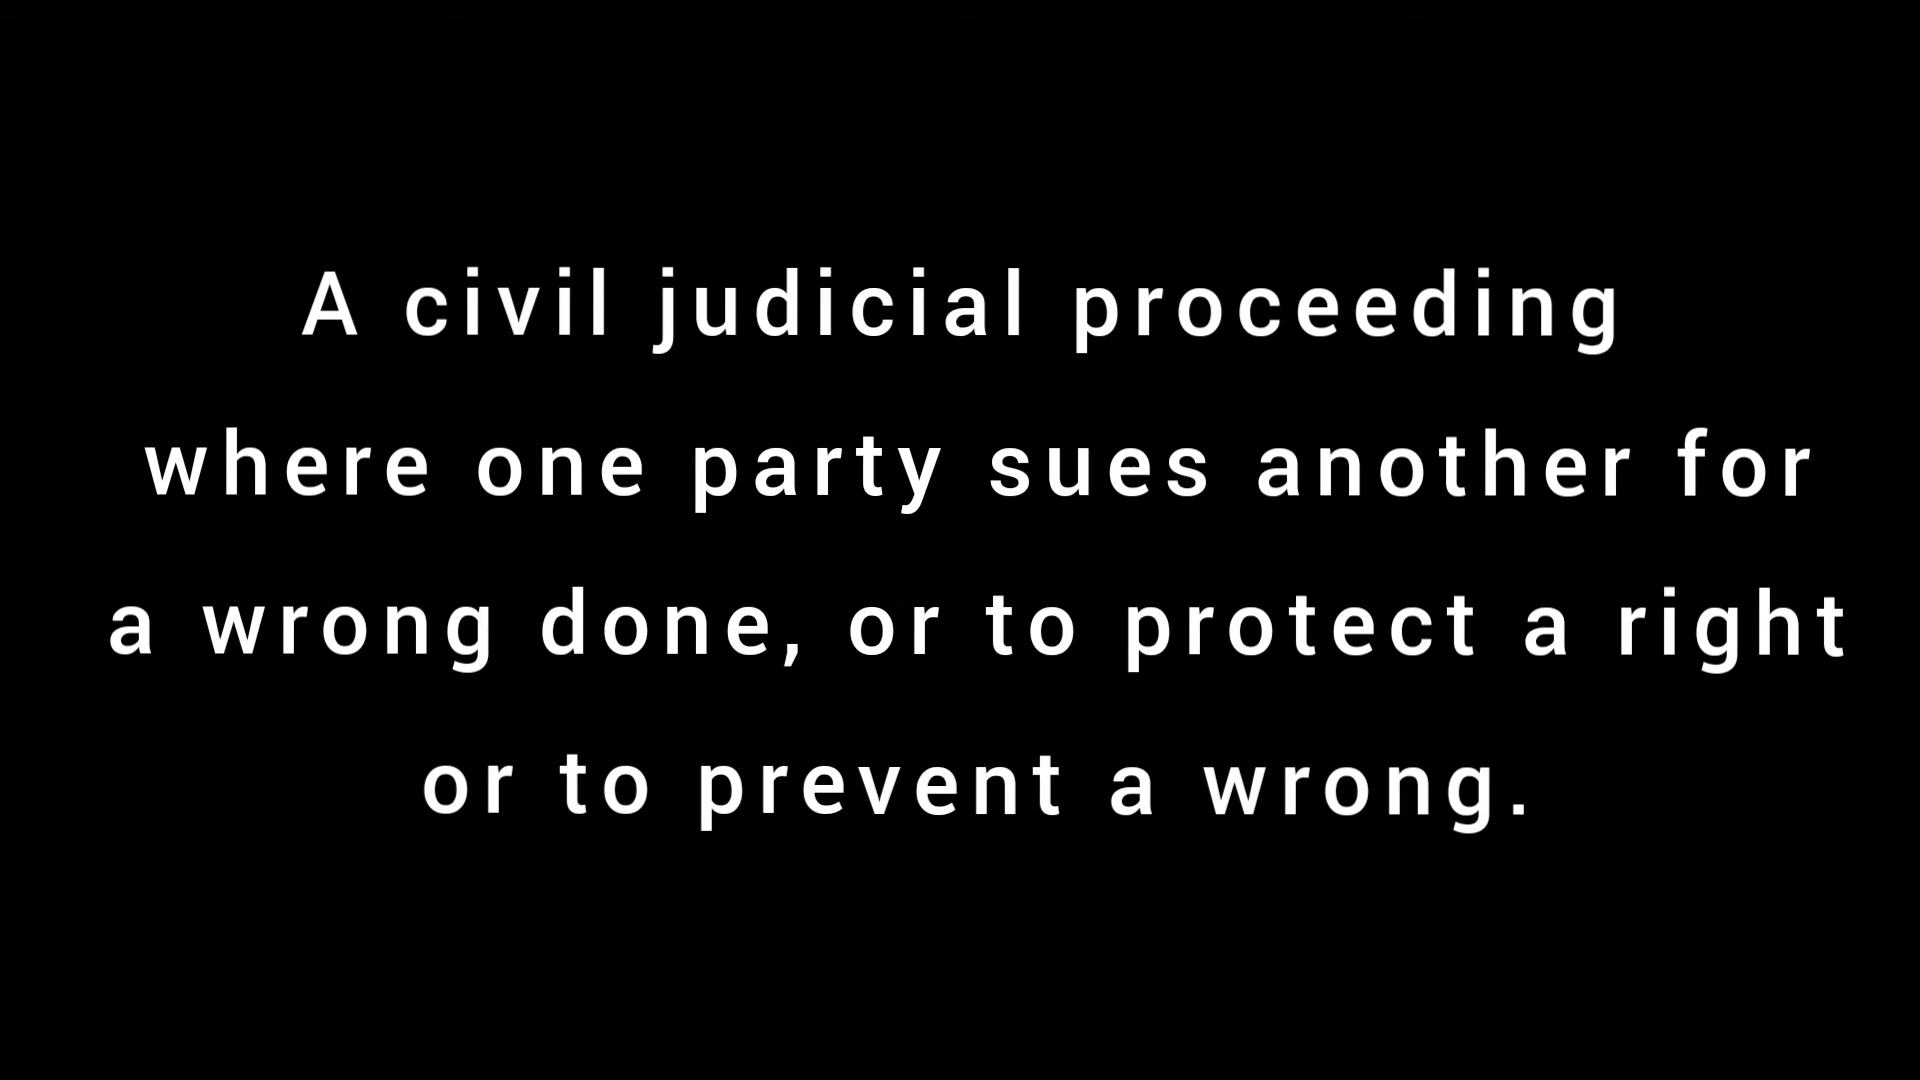 A civil judicial proceeding
where one party sues another for
a wrong done, or to protect a right
or to prevent a wrong.